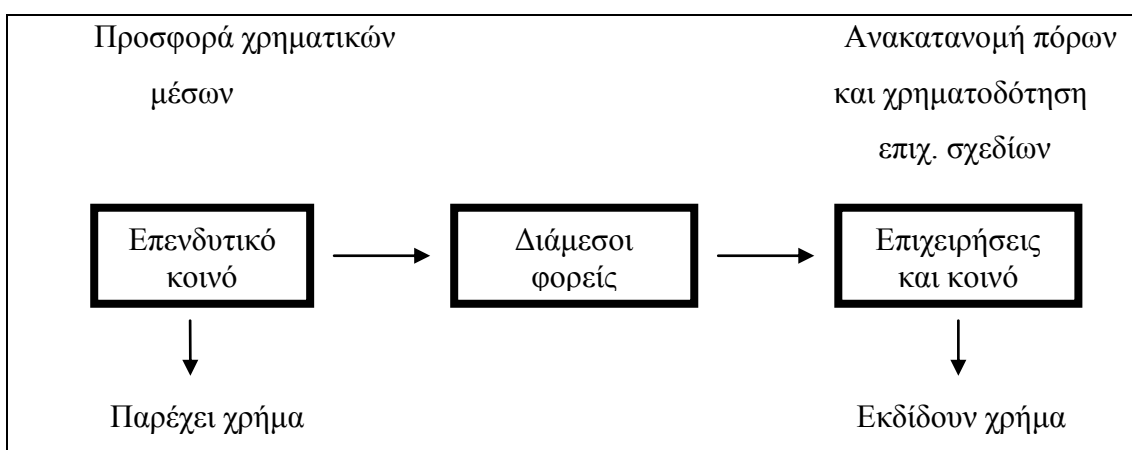 Προσφορά χρηματικών
μέσων
Ανακατανομή πόρων
και χρηματοδότηση
επιχ. σχεδίων
Επενδυτικό
κοινό
Διάμεσοι
φορείς
Επιχειρήσεις
και κοινό
Παρέχει χρήμα
Εκδίδουν χρήμα